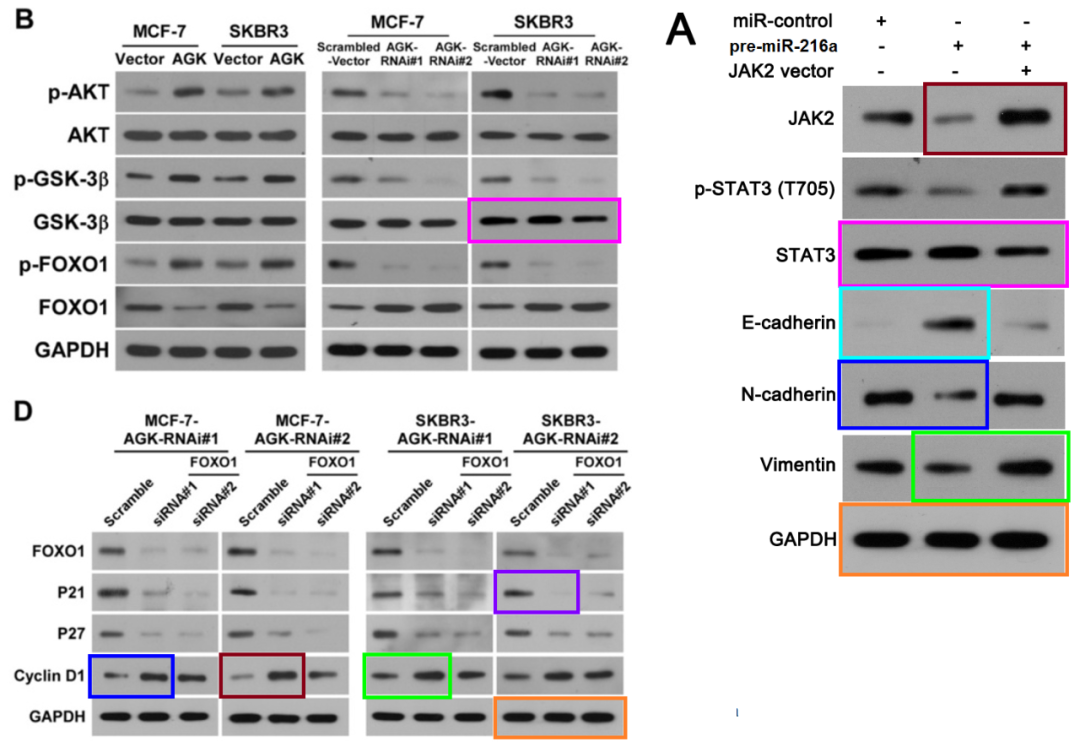 B
MCF-7 SKBR3
Vector AGK Vector AGK
MCF-7 SKBR3
Scrambled AGK- AGK- Scrambled AGK- AGK-
-Vector RNAi#1 RNAi#2 -Vector RNAi#1 RNAi#2
p-AKT
AKT
p-GSK-3β
GSK-3β
p-FOXO1
FOXO1
GAPDH
D
MCF-7- MCF-7- SKBR3- SKBR3-
AGK-RNAi#1 AGK-RNAi#2 AGK-RNAi#1 AGK-RNAi#2
FOXO1 FOXO1 FOXO1 FOXO1
Scramble siRNA#1 siRNA#2 Scramble siRNA#1 siRNA#2 Scramble siRNA#1 siRNA#2 Scramble siRNA#1 siRNA#2
FOXO1
P21
P27
Cyclin D1
GAPDH
A
miR-control + - -
pre-miR-216a - + +
JAK2 vector - - +
JAK2
p-STAT3 (T705)
STAT3
E-cadherin
N-cadherin
Vimentin
GAPDH